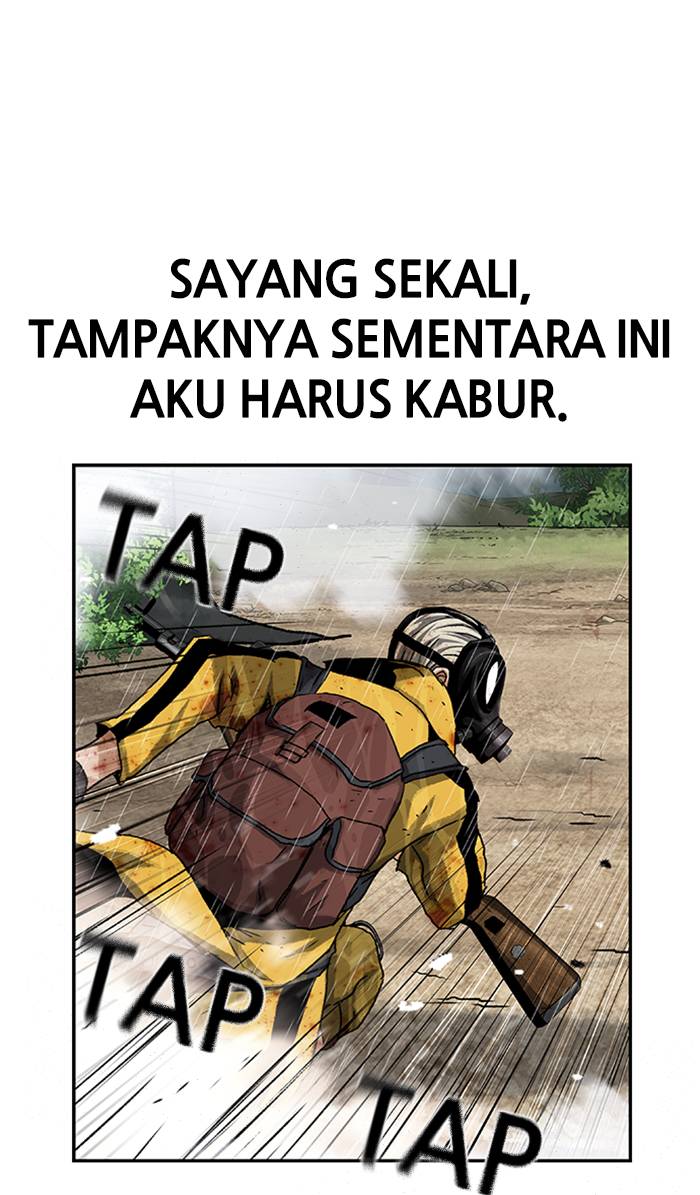 SAYANG SEKALI,
TAMPAKNYA SEMENTARA INI
AKU HARUS KABUR.
TAP
TAP
TAP